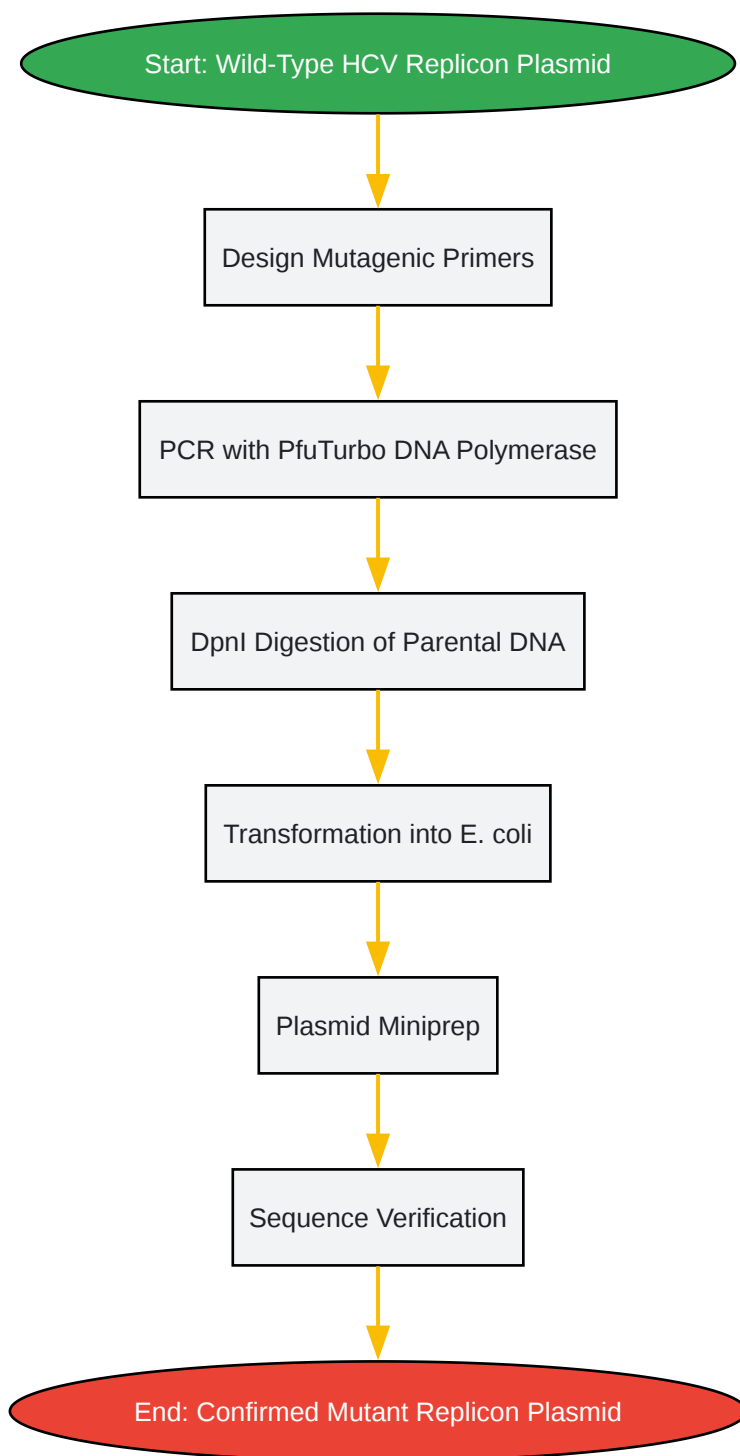 Start: Wild-Type HCV Replicon Plasmid
Design Mutagenic Primers
PCR with PfuTurbo DNA Polymerase
DpnI Digestion of Parental DNA
Transformation into E. coli
Plasmid Miniprep
Sequence Verification
End: Confirmed Mutant Replicon Plasmid